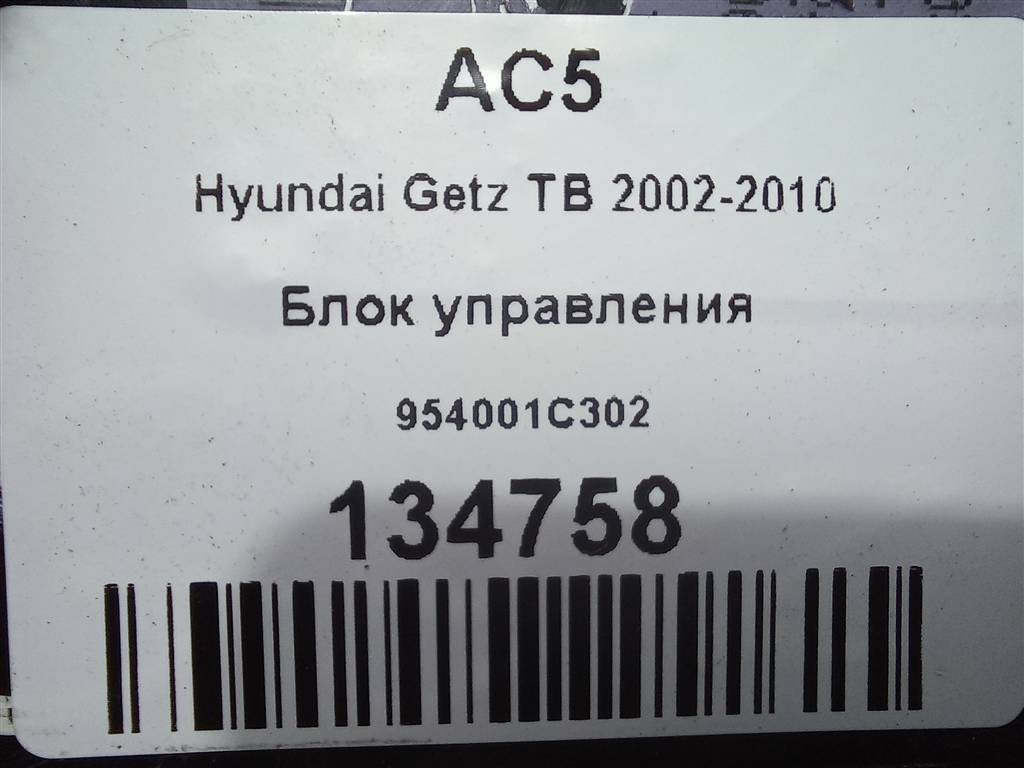 AC5
Hyundai Getz TB 2002-2010
Блок управления
954001C302
134758